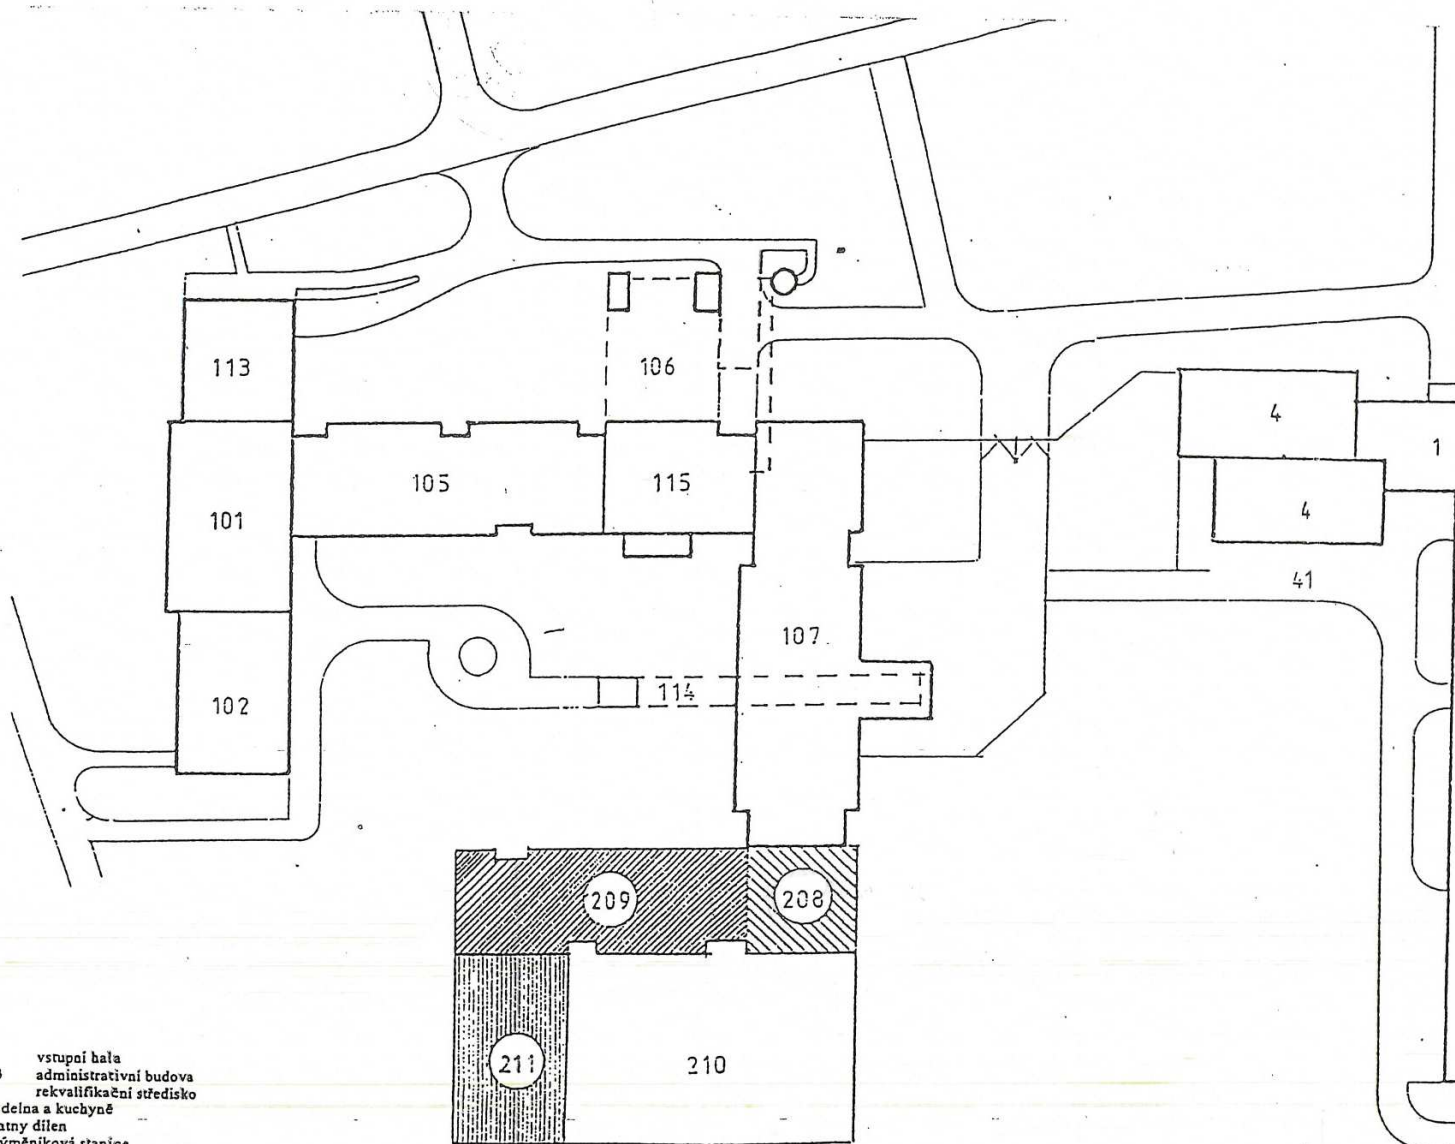 113
106
4
1
105
115
101
4
41
107
114
102
209
208
211
210
vstupní hala
administrativní budova
rekvalifikační středisko
a kuchyně
dílen
stanice